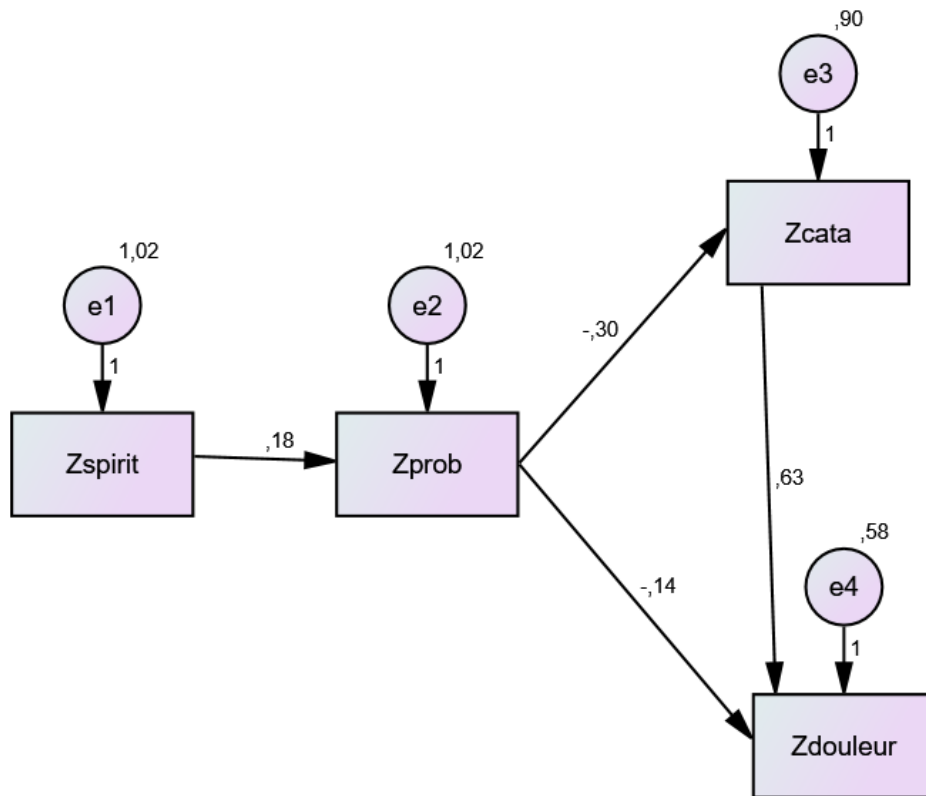 ,90
e3
1
Zcata
1,02
e1
1
Zspirit
,18
1,02
e2
1
Zprob
-,30
-,14
,63
,58
e4
1
Zdouleur